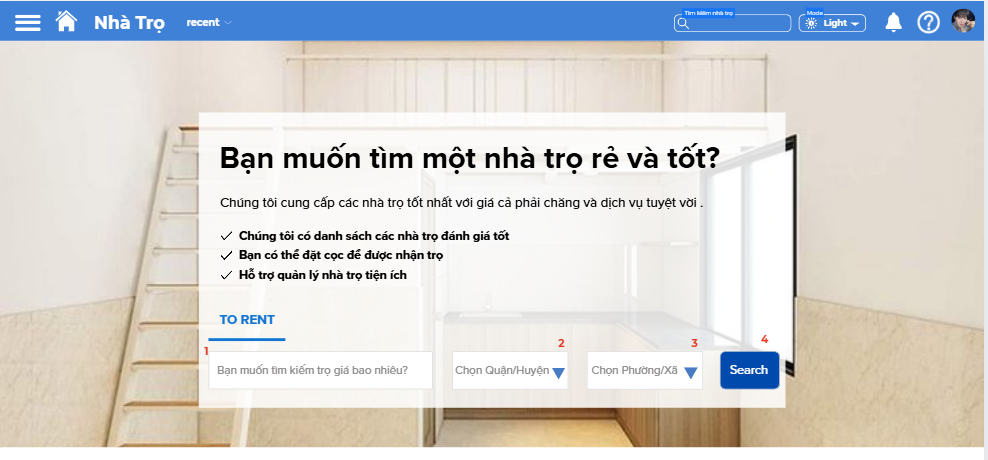 Nhà Trọ
recent
Tìm kiếm nhà trọ
Mode
Light
Bạn muốn tìm một nhà trọ rẻ và tốt?
Chúng tôi cung cấp các nhà trọ tốt nhất với giá cả phải chăng và dịch vụ tuyệt vời .
Chúng tôi có danh sách các nhà trọ đánh giá tốt
Bạn có thể đặt cọc để được nhận trọ
Hỗ trợ quản lý nhà trọ tiện ích
TO RENT
1
2
3
4
Bạn muốn tìm kiếm trọ giá bao nhiêu?
Chọn Quận/Huyện
Chọn Phường/Xã
Search